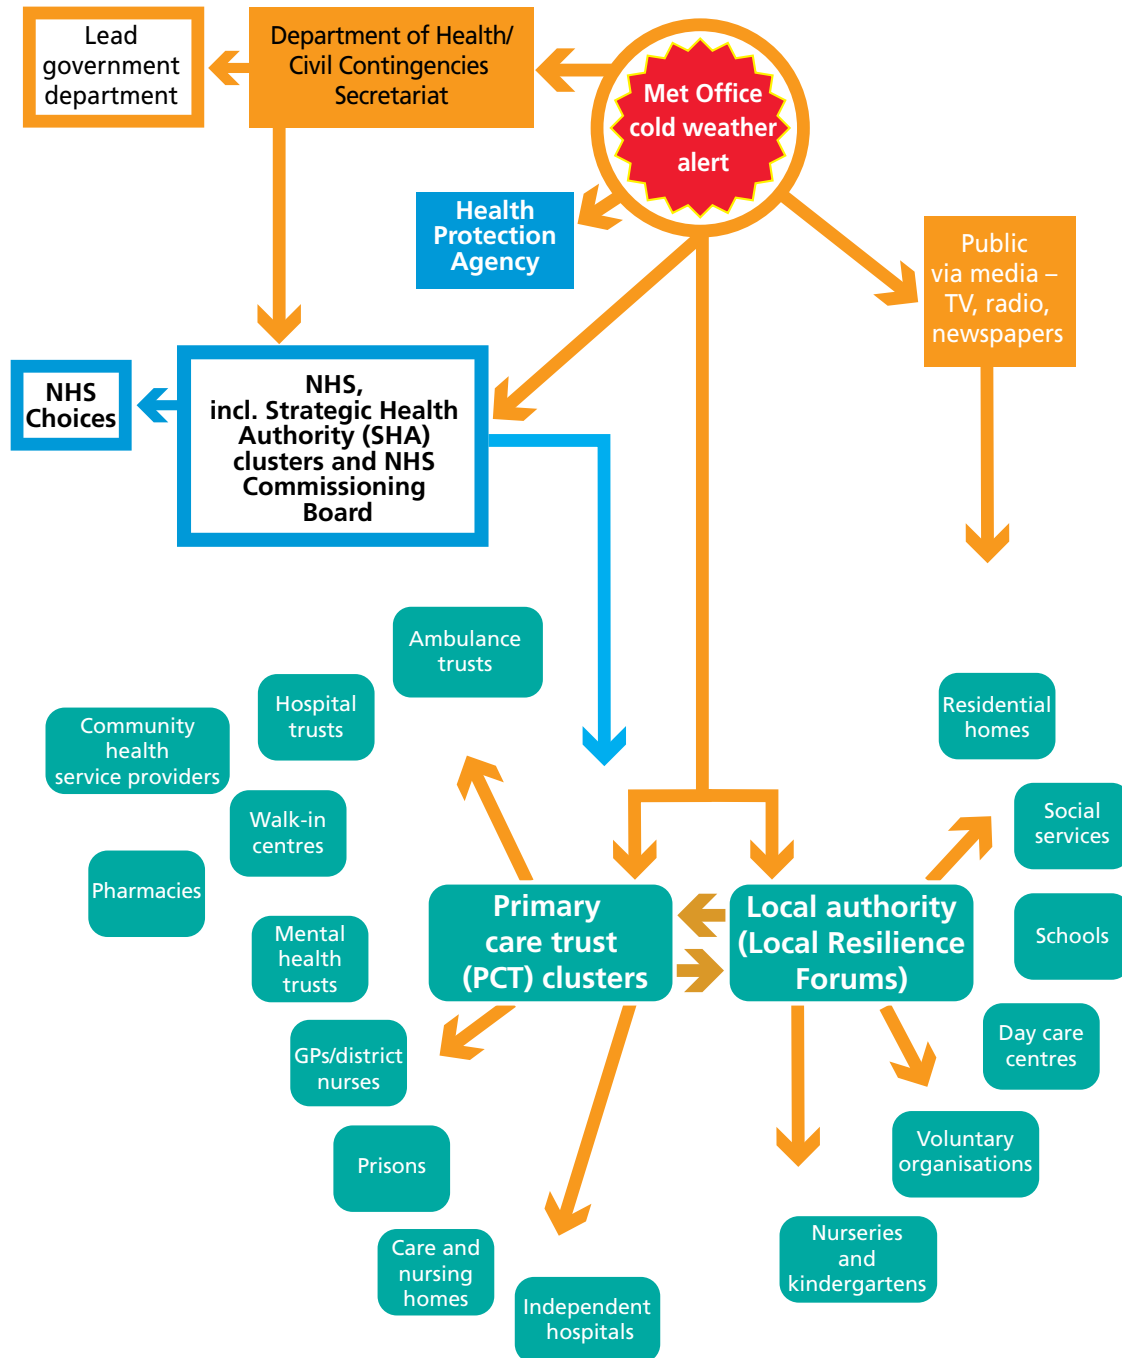 Lead
government
department
Department of Health/
Civil Contingencies
Secretariat
Met Office
cold weather
alert
Health
Protection
Agency
Public
via media –
TV, radio,
newspapers
NHS
Choices
NHS,
incl. Strategic Health
Authority (SHA)
clusters and NHS
Commissioning
Board
Ambulance
trusts
Hospital
trusts
Community
health
service providers
Walk-in
centres
Pharmacies
Mental
health
trusts
GPs/district
nurses
Prisons
Care and
nursing
homes
Independent
hospitals
Primary
care trust
(PCT) clusters
Local authority
(Local Resilience
Forums)
Residential
homes
Social
services
Schools
Day care
centres
Voluntary
organisations
Nurseries
and
kindergartens